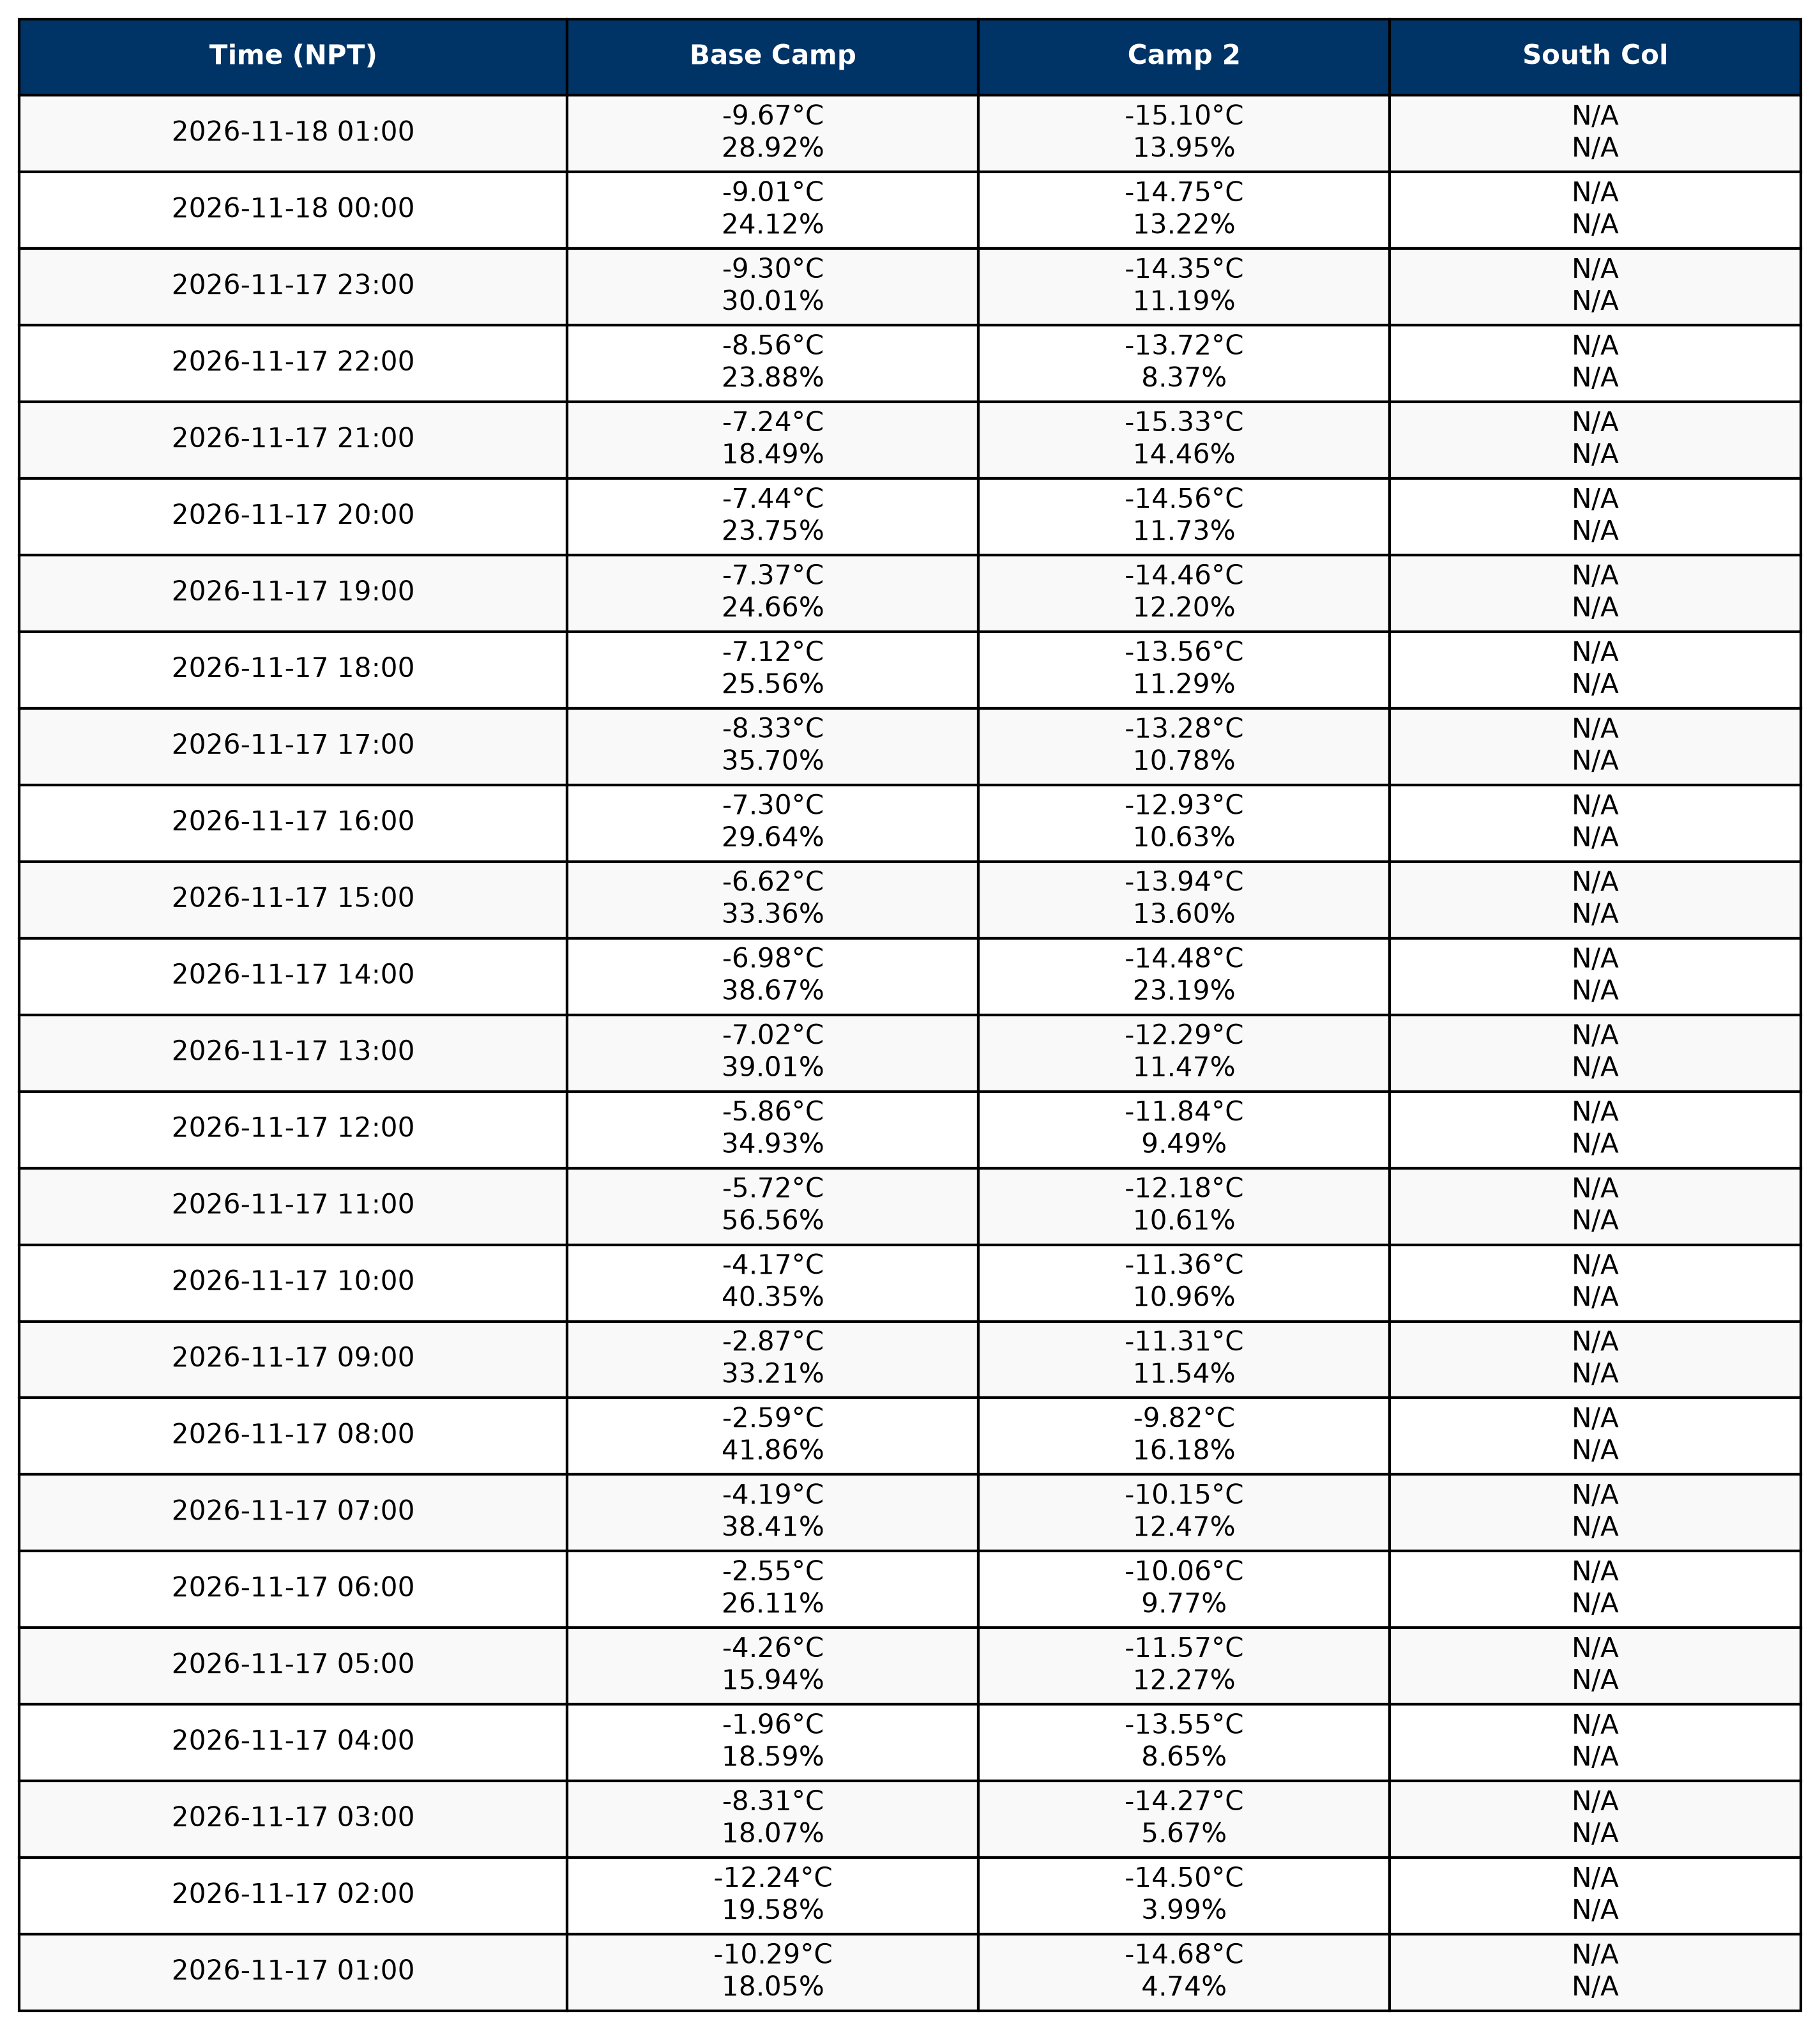 Time (NPT) Base Camp Camp 2 South Col
2026-11-18 01:00 -9.67°C -15.10°C N/A
28.92% 13.95% N/A
2026-11-18 00:00 -9.01°C -14.75°C N/A
24.12% 13.22% N/A
2026-11-17 23:00 -9.30°C -14.35°C N/A
30.01% 11.19% N/A
2026-11-17 22:00 -8.56°C -13.72°C N/A
23.88% 8.37% N/A
2026-11-17 21:00 -7.24°C -15.33°C N/A
18.49% 14.46% N/A
2026-11-17 20:00 -7.44°C -14.56°C N/A
23.75% 11.73% N/A
2026-11-17 19:00 -7.37°C -14.46°C N/A
24.66% 12.20% N/A
2026-11-17 18:00 -7.12°C -13.56°C N/A
25.56% 11.29% N/A
2026-11-17 17:00 -8.33°C -13.28°C N/A
35.70% 10.78% N/A
2026-11-17 16:00 -7.30°C -12.93°C N/A
29.64% 10.63% N/A
2026-11-17 15:00 -6.62°C -13.94°C N/A
33.36% 13.60% N/A
2026-11-17 14:00 -6.98°C -14.48°C N/A
38.67% 23.19% N/A
2026-11-17 13:00 -7.02°C -12.29°C N/A
39.01% 11.47% N/A
2026-11-17 12:00 -5.86°C -11.84°C N/A
34.93% 9.49% N/A
2026-11-17 11:00 -5.72°C -12.18°C N/A
56.56% 10.61% N/A
2026-11-17 10:00 -4.17°C -11.36°C N/A
40.35% 10.96% N/A
2026-11-17 09:00 -2.87°C -11.31°C N/A
33.21% 11.54% N/A
2026-11-17 08:00 -2.59°C -9.82°C N/A
41.86% 16.18% N/A
2026-11-17 07:00 -4.19°C -10.15°C N/A
38.41% 12.47% N/A
2026-11-17 06:00 -2.55°C -10.06°C N/A
26.11% 9.77% N/A
2026-11-17 05:00 -4.26°C -11.57°C N/A
15.94% 12.27% N/A
2026-11-17 04:00 -1.96°C -13.55°C N/A
18.59% 8.65% N/A
2026-11-17 03:00 -8.31°C -14.27°C N/A
18.07% 5.67% N/A
2026-11-17 02:00 -12.24°C -14.50°C N/A
19.58% 3.99% N/A
2026-11-17 01:00 -10.29°C -14.68°C N/A
18.05% 4.74% N/A